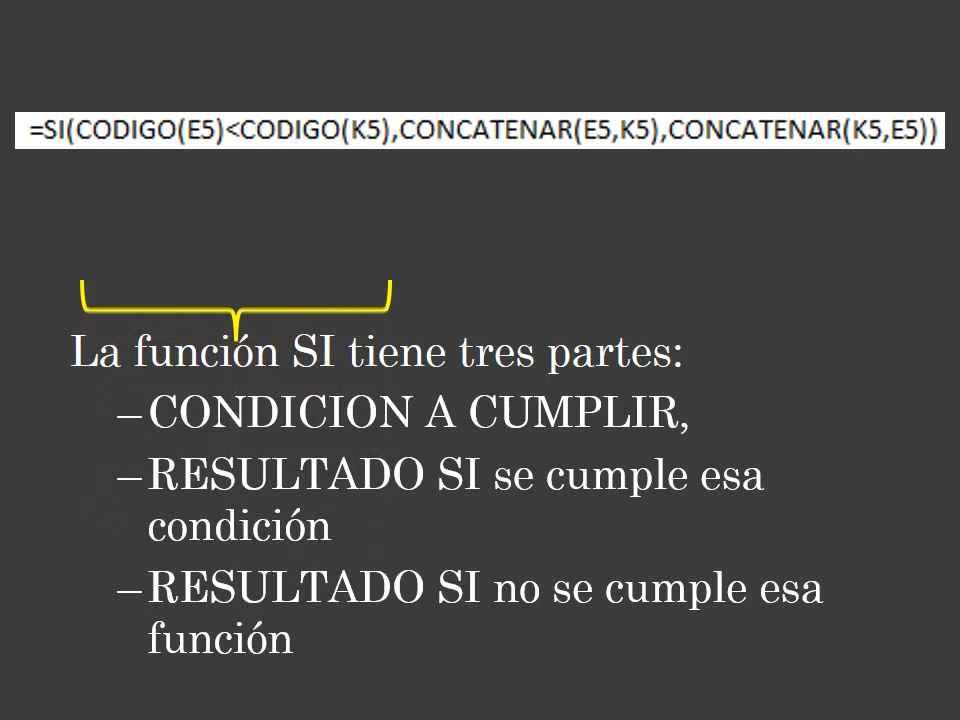 =SI(CODIGO(E5)<CODIGO(K5),CONCATENAR(E5,K5),CONCATENAR(K5,E5))
La función SI tiene tres partes:
–CONDICION A CUMPLIR,
–RESULTADO SI se cumple esa
condición
–RESULTADO SI no se cumple esa
función